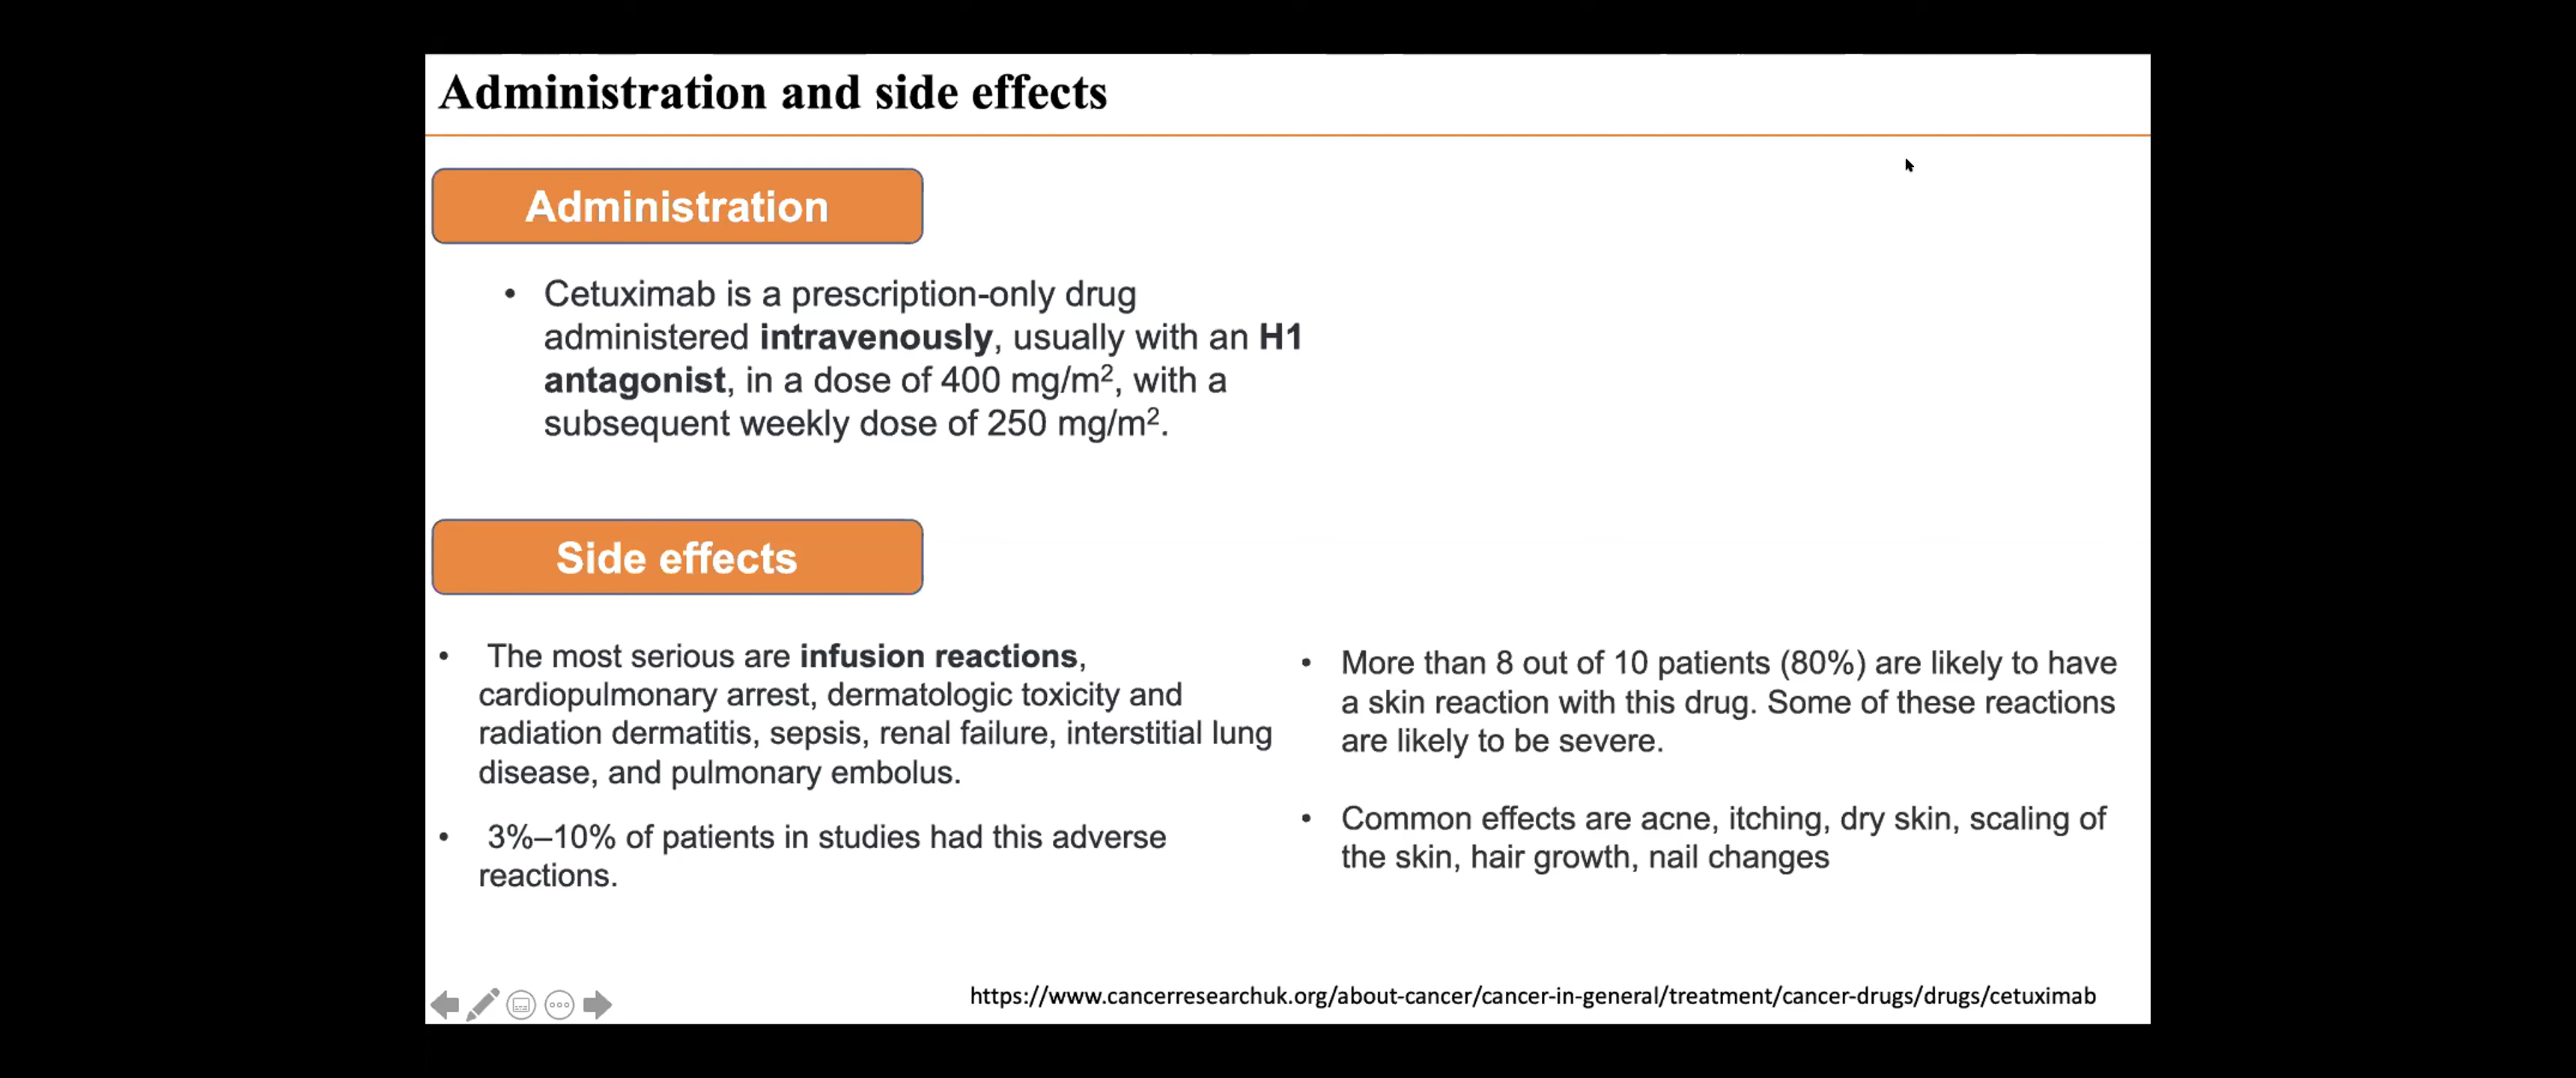 Administration and side effects
Administration
• Cetuximab is a prescription-only drug
administered intravenously, usually with an H1
antagonist, in a dose of 400 mg/m², with a
subsequent weekly dose of 250 mg/m².
Side effects
• The most serious are infusion reactions,
cardiopulmonary arrest, dermatologic toxicity and
radiation dermatitis, sepsis, renal failure, interstitial lung
disease, and pulmonary embolus.
• 3%–10% of patients in studies had this adverse
reactions.
• More than 8 out of 10 patients (80%) are likely to have
a skin reaction with this drug. Some of these reactions
are likely to be severe.
• Common effects are acne, itching, dry skin, scaling of
the skin, hair growth, nail changes
https://www.cancerresearchuk.org/about-cancer/cancer-in-general/treatment/cancer-drugs/drugs/cetuximab